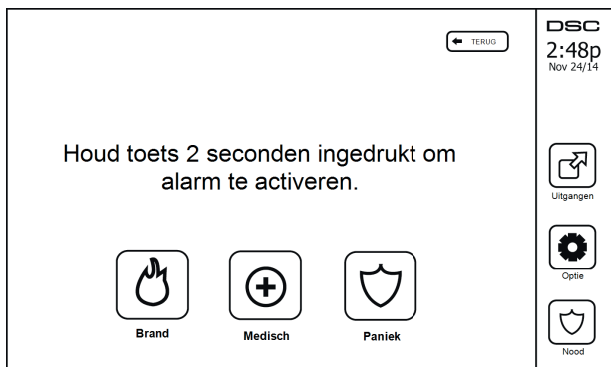 TERUG
Houd toets 2 seconden ingedrukt om
alarm te activeren.
Brand
Medisch
Paniek
DSC
2:48p
Nov 24/14
Uitgangen
Optie
Nood